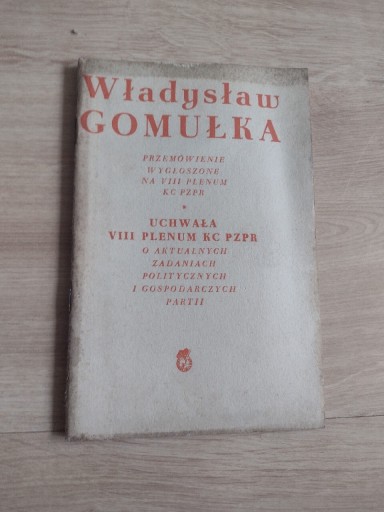 Władysław
GOMUŁKA
PRZEMÓWIENIE
WYGŁOSZONE
NA VIII PLENUM
KC PZPR
UCHWAŁA
VIII PLENUM KC PZPR
O AKTUALNYCH
ZADANIACH
POLITYCZNYCH
I GOSPODARCZYCH
PARTII